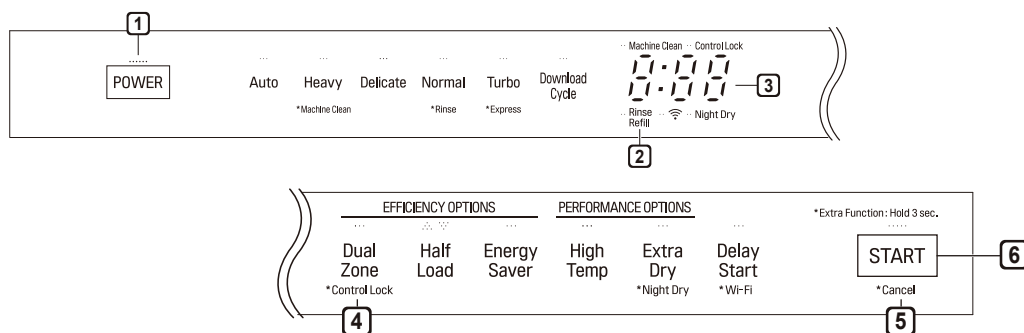 1
POWER
Auto
Heavy
*Machine Clean
Delicate
Normal
*Rinse
Turbo
*Express
Download
Cycle
Machine Clean
Control Lock
8:88
3
Rinse
Refill
Night Dry
2
EFFICIENCY OPTIONS
PERFORMANCE OPTIONS
*Extra Function: Hold 3 sec.
Dual
Zone
*Control Lock
Half
Load
Energy
Saver
High
Temp
Extra
Dry
*Night Dry
Delay
Start
*Wi-Fi
START
*Cancel
6
4
5